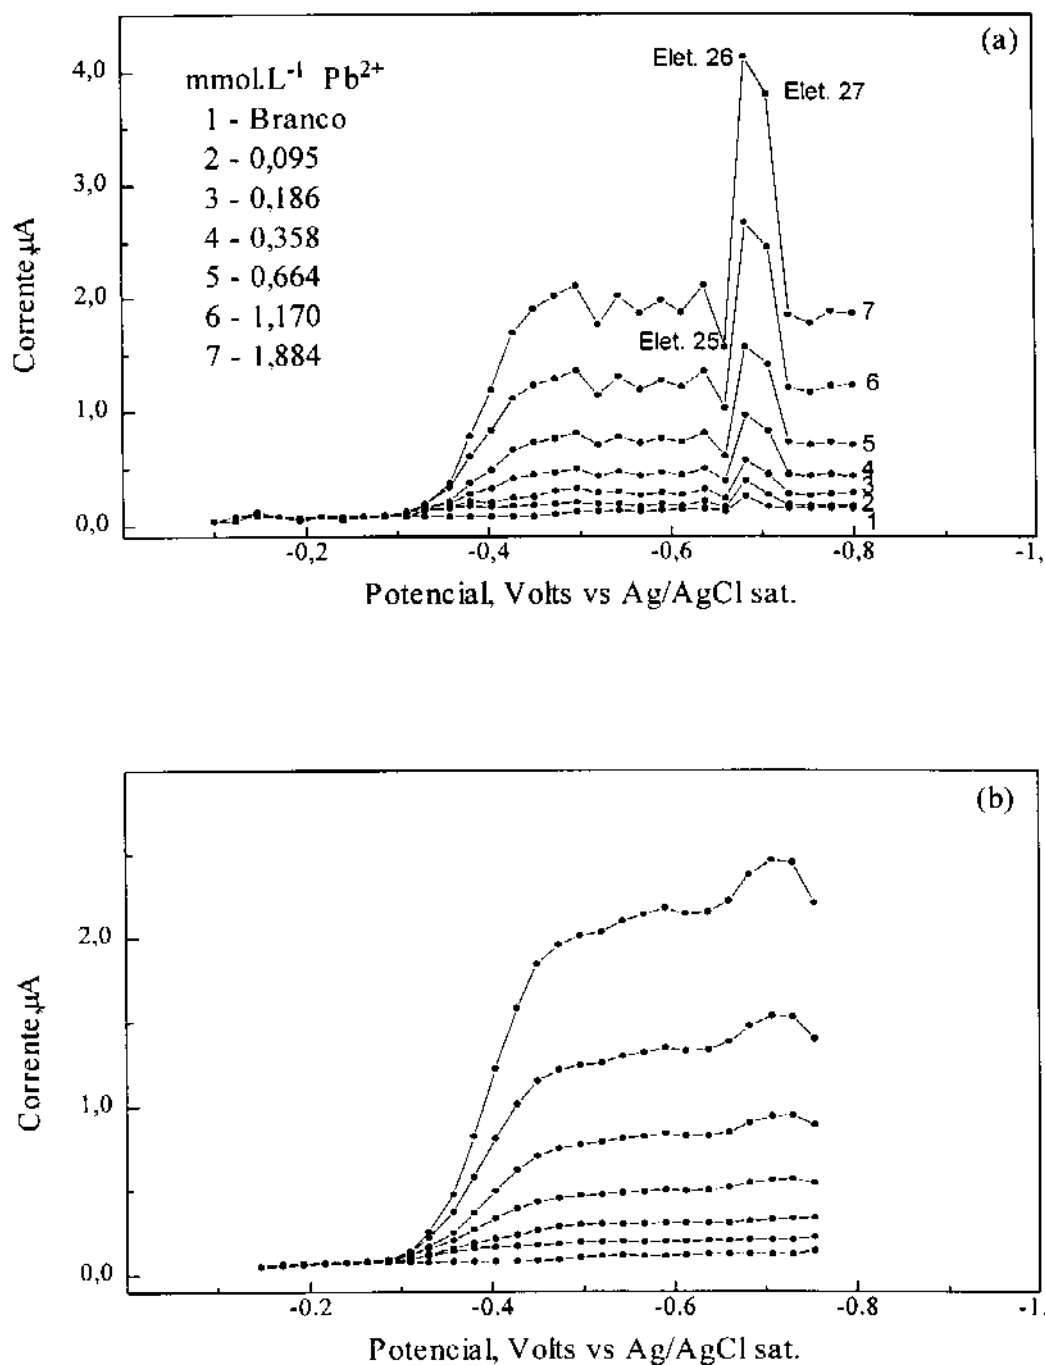 (a)
Elet. 26
Elet. 27
4,0
mmol.L⁻¹ Pb²⁺
1 - Branco
2 - 0,095
3 - 0,186
4 - 0,358
5 - 0,664
6 - 1,170
7 - 1,884
3,0
2,0
1,0
0,0
Corrente,µA
Elet. 25
7
6
5
4
3
2
1
-0,2
-0,4
-0,6
-0,8
-1,
Potencial, Volts vs Ag/AgCl sat.
(b)
2,0
1,0
0,0
Corrente,µA
-0.2
-0.4
-0.6
-0.8
-1.
Potencial, Volts vs Ag/AgCl sat.